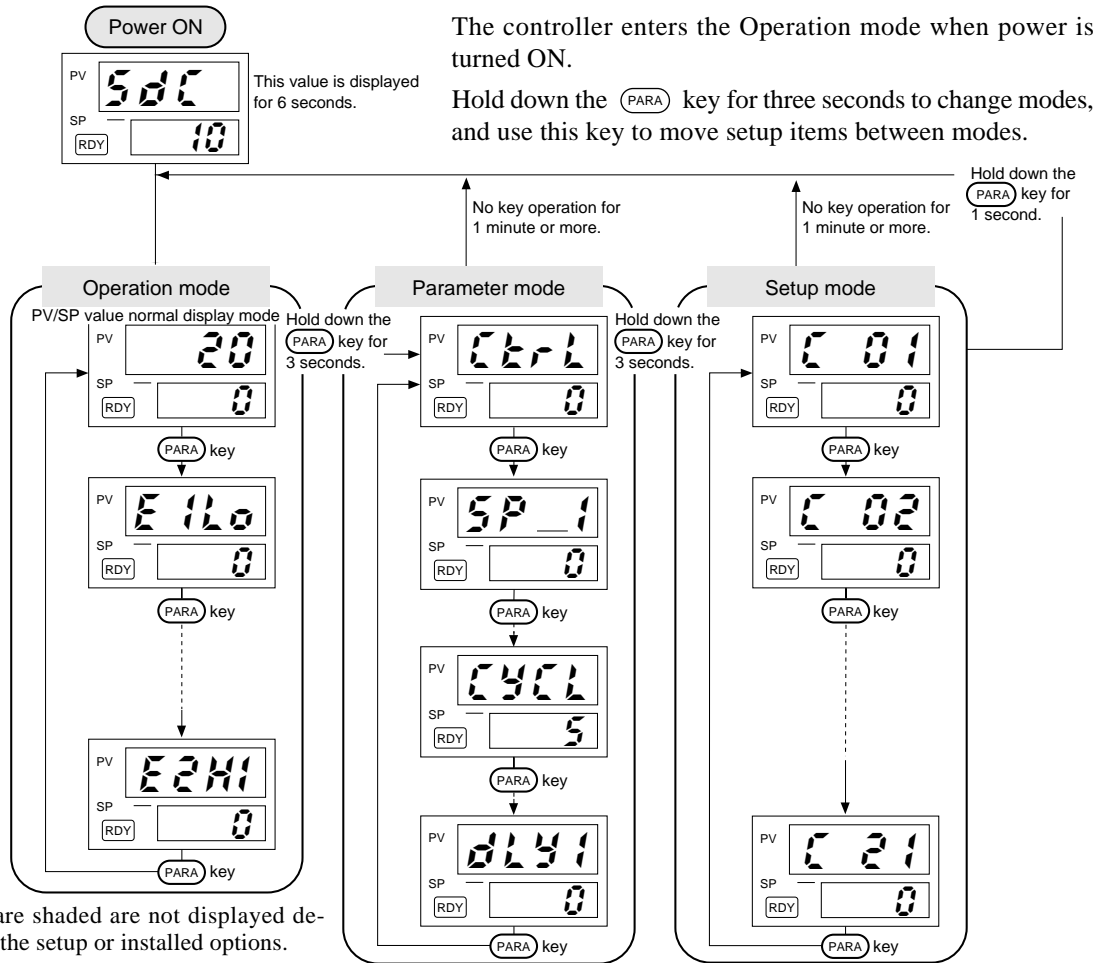 Power ON
PV
SdC
SP
RDY
10
This value is displayed
for 6 seconds.
The controller enters the Operation mode when power is
turned ON.
Hold down the PARA key for three seconds to change modes,
and use this key to move setup items between modes.
No key operation for
1 minute or more.
No key operation for
1 minute or more.
Hold down the
PARA key for
1 second.
Operation mode
PV/SP value normal display mode
PV
20
SP
RDY
0
PARA key
PV
E1Lo
SP
RDY
0
PARA key
PV
E2HI
SP
RDY
0
PARA key
Hold down the
PARA key for
3 seconds.
Parameter mode
PV
CtrL
SP
RDY
0
PARA key
PV
SP_1
SP
RDY
0
PARA key
PV
CYCL
SP
RDY
5
PARA key
PV
dLY1
SP
RDY
0
PARA key
Hold down the
PARA key for
3 seconds.
Setup mode
PV
C 01
SP
RDY
0
PARA key
PV
C 02
SP
RDY
0
PARA key
PV
C 21
SP
RDY
0
PARA key
are shaded are not displayed de-
the setup or installed options.